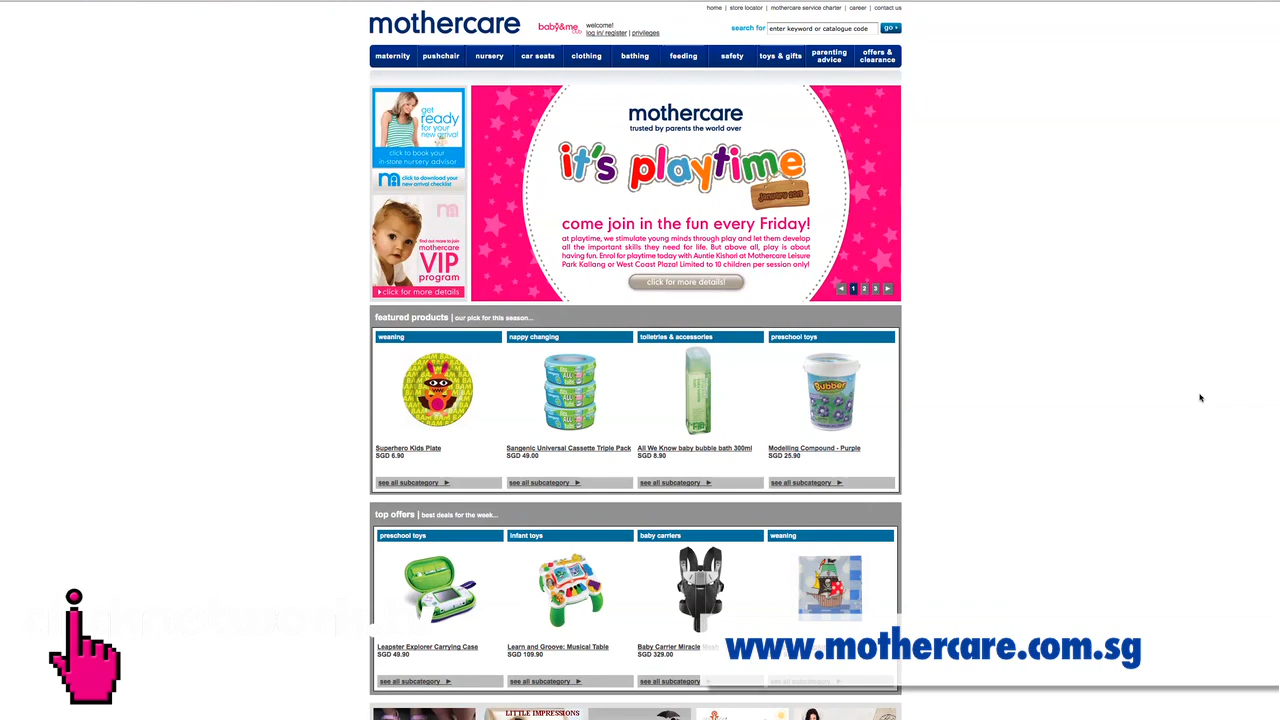 home | store locator | mothercare service charter | career | contact us
mothercare
baby&me
welcome!
log in/ register | privileges
search for
enter keyword or catalogue code
go
maternity
pushchair
nursery
car seats
clothing
bathing
feeding
safety
toys & gifts
parenting
advice
offers &
clearance
get
ready
for your
new arrival
click to book your
in-store nursery advisor
click to download your
new arrival checklist!
find out more to join
mothercare
VIP
program
click for more details
mothercare
trusted by parents the world over
it's playtime
January 2013
come join in the fun every Friday!
at playtime, we stimulate young minds through play and let them develop
all the important skills they need for life. But above all, play is about
having fun. Enrol for playtime today with Auntie Kishori at Mothercare Leisure
Park Kallang or West Coast Plaza! Limited to 10 children per session only!
click for more details!
1 2 3
featured products | our pick for this season...
weaning
nappy changing
toiletries & accessories
preschool toys
Superhero Kids Plate
SGD 6.90
Sangenic Universal Cassette Triple Pack
SGD 49.00
All We Know baby bubble bath 300ml
SGD 8.90
Modelling Compound - Purple
SGD 25.90
see all subcategory
see all subcategory
see all subcategory
see all subcategory
top offers | best deals for the week...
preschool toys
infant toys
baby carriers
weaning
Leapster Explorer Carrying Case
SGD 49.90
Learn and Groove: Musical Table
SGD 109.90
Baby Carrier Miracle
SGD 329.00
www.mothercare.com.sg
see all subcategory
see all subcategory
see all subcategory
LITTLE IMPRESSIONS